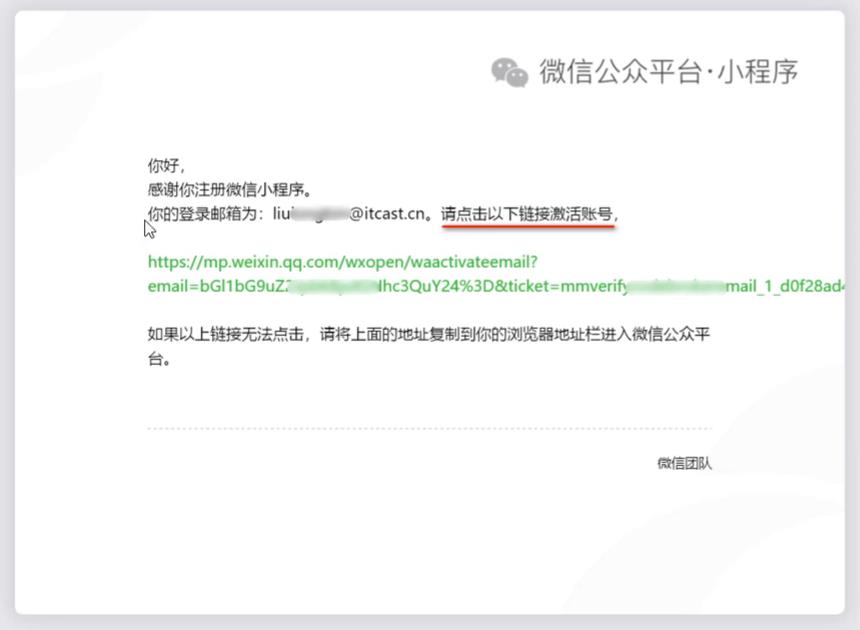 微信公众平台·小程序
你好,
感谢你注册微信小程序。
你的登录邮箱为：liu @itcast.cn。请点击以下链接激活账号,
https://mp.weixin.qq.com/wxopen/waactivateemail?
email=bGl1bG9uZ lhc3QuY24%3D&ticket=mmverify mail_1_d0f28ad4
如果以上链接无法点击，请将上面的地址复制到你的浏览器地址栏进入微信公众平
台。
微信团队